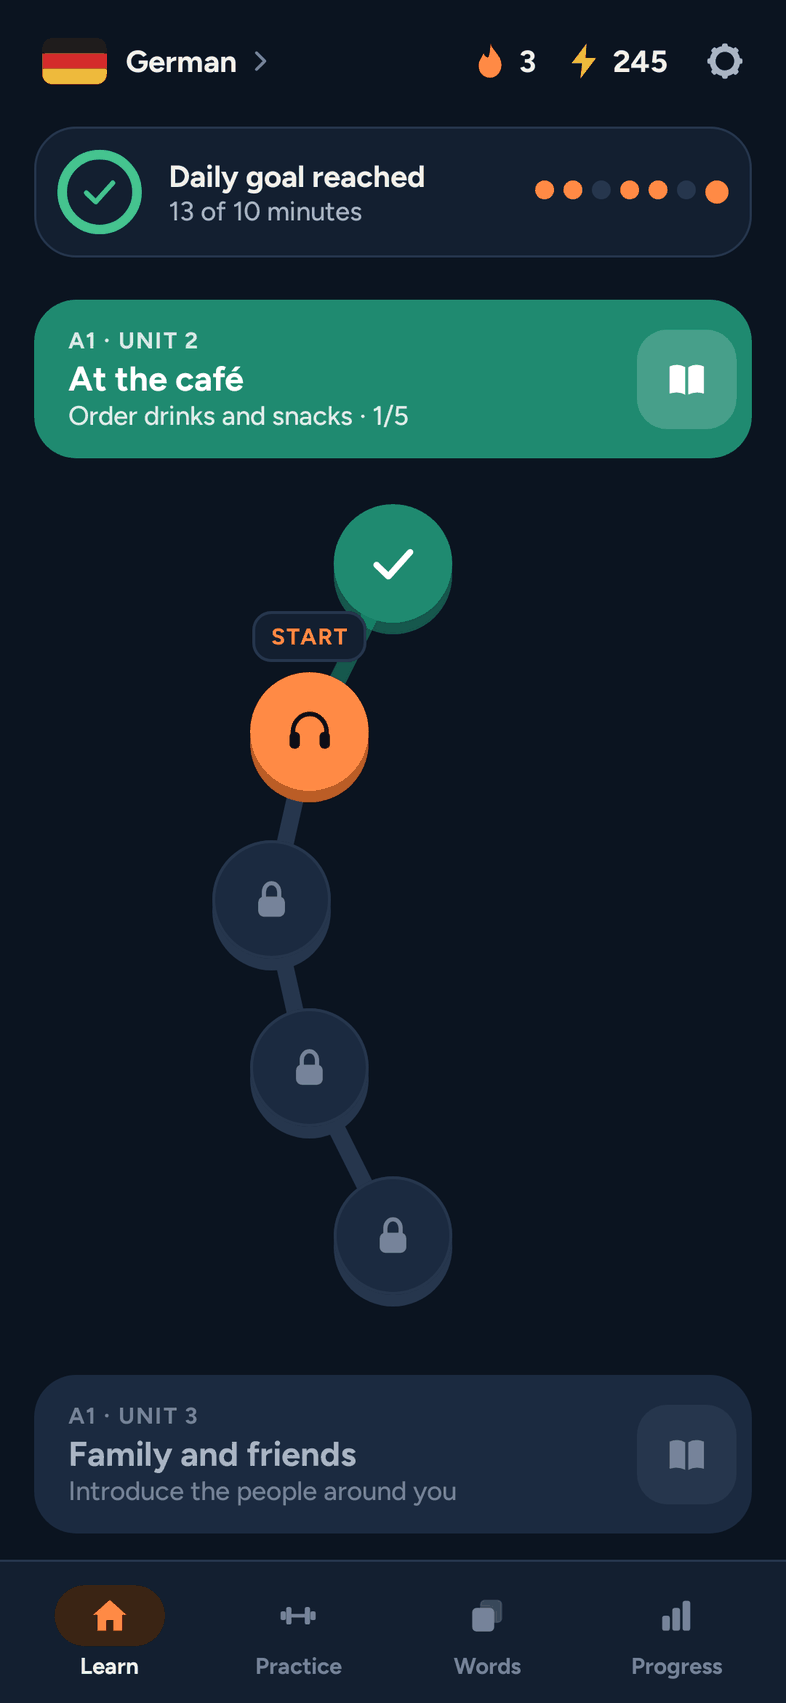 German
3
245
Daily goal reached
13 of 10 minutes
A1 · UNIT 2
At the café
Order drinks and snacks · 1/5
START
A1 · UNIT 3
Family and friends
Introduce the people around you
Learn
Practice
Words
Progress